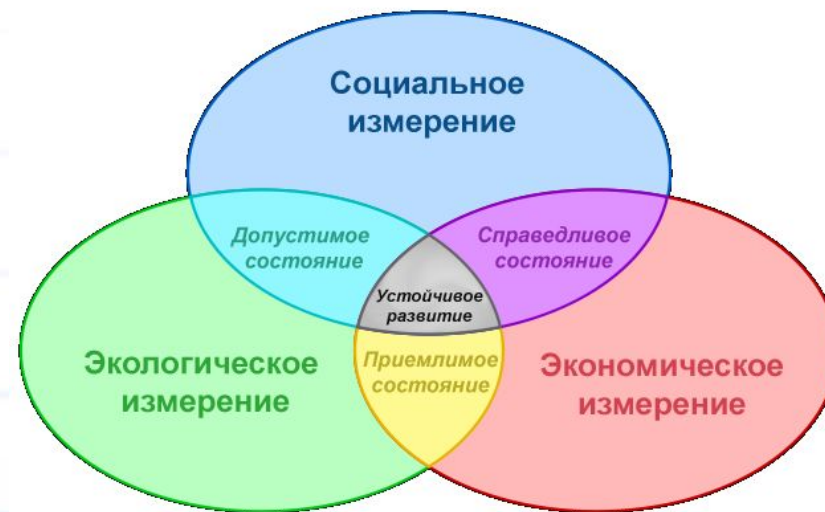 Социальное
измерение
Допустимое
состояние
Справедливое
состояние
Устойчивое
развитие
Экологическое
измерение
Приемлимое
состояние
Экономическое
измерение